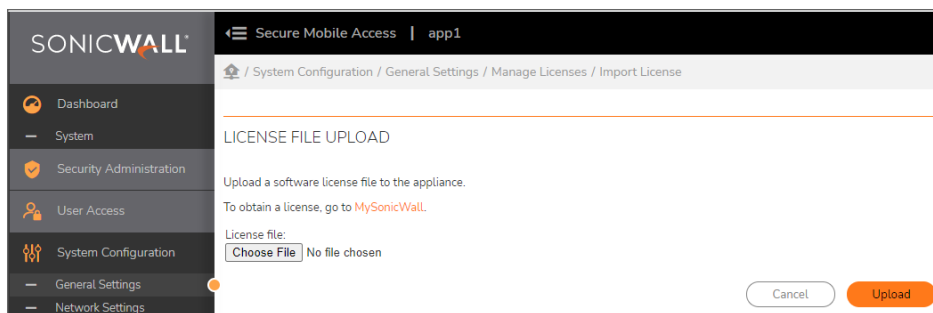 SONICWALL
Secure Mobile Access | app1
/ System Configuration / General Settings / Manage Licenses / Import License
Dashboard
System
Security Administration
User Access
System Configuration
General Settings
Network Settings
LICENSE FILE UPLOAD
Upload a software license file to the appliance.
To obtain a license, go to MySonicWall.
License file:
Choose File No file chosen
Cancel Upload